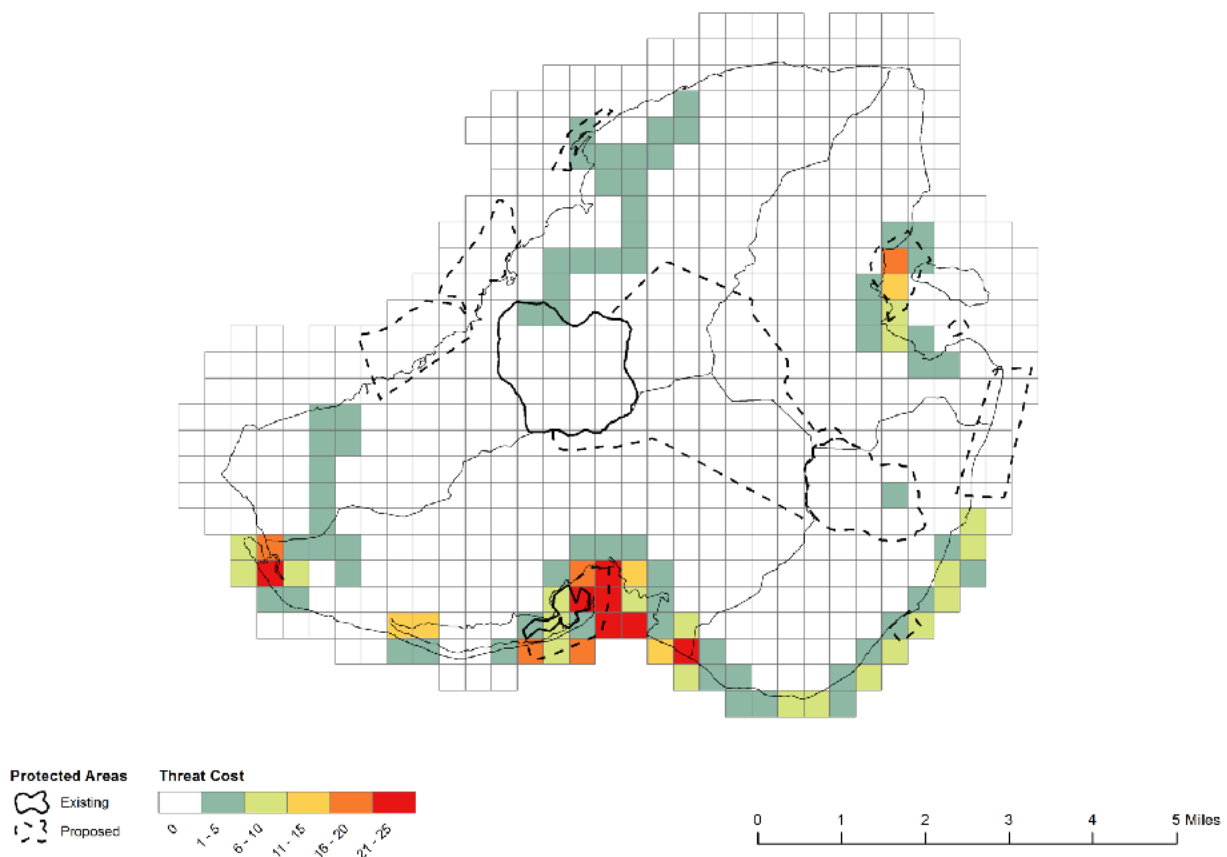 Protected Areas
Existing
Proposed
Threat Cost
0
1 - 5
6 - 10
11 - 15
16 - 20
21 - 25
0 1 2 3 4 5 Miles